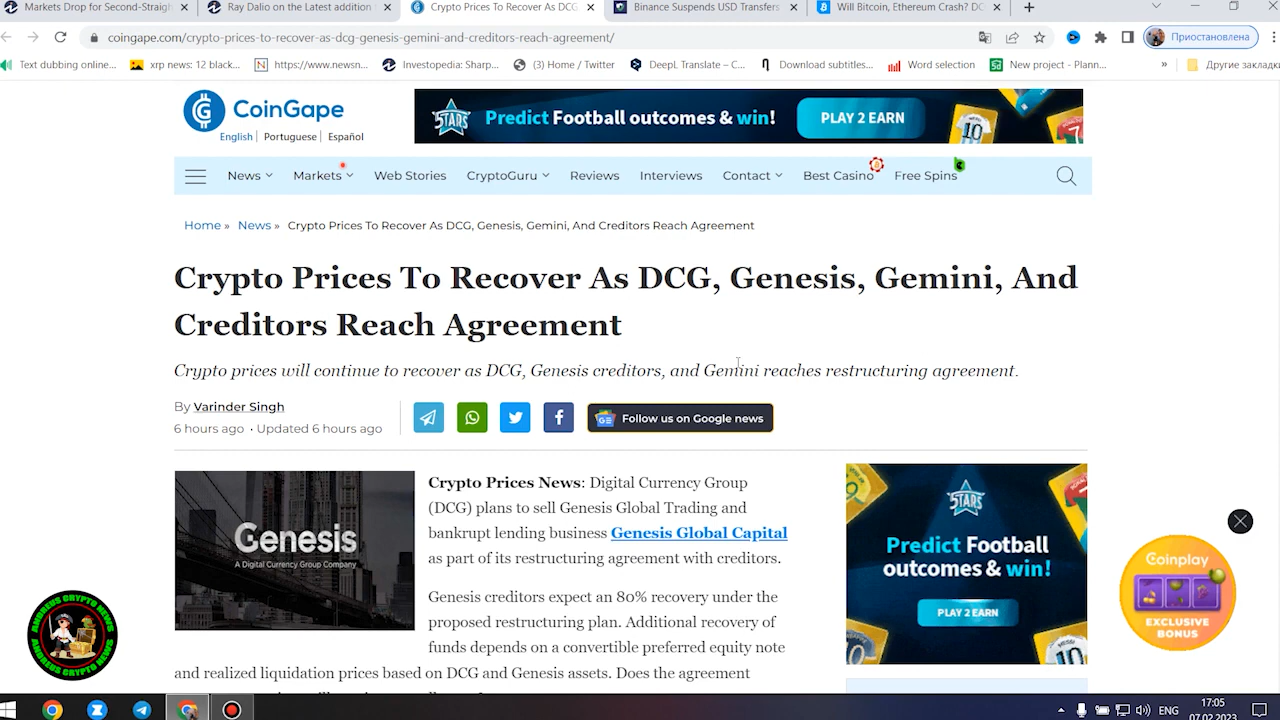 Markets Drop for Second-Straigh
Ray Dalio on the Latest addition
Crypto Prices To Recover As DCG,
Binance Suspends USD Transfers
Will Bitcoin, Ethereum Crash? DC
coingape.com/crypto-prices-to-recover-as-dcg-genesis-gemini-and-creditors-reach-agreement/
Приостановлена
Text dubbing online...
xrp news: 12 black...
https://www.newsn...
Investopedia: Sharp...
(3) Home / Twitter
DeepL Translate – C...
Download subtitles...
Word selection
New project - Plann...
»
Другие закладки
CoinGape
English | Portuguese | Español
STARS
Predict Football outcomes & win!
PLAY 2 EARN
10
News
Markets
Web Stories
CryptoGuru
Reviews
Interviews
Contact
Best Casino
Free Spins
Home » News » Crypto Prices To Recover As DCG, Genesis, Gemini, And Creditors Reach Agreement
Crypto Prices To Recover As DCG, Genesis, Gemini, And
Creditors Reach Agreement
Crypto prices will continue to recover as DCG, Genesis creditors, and Gemini reaches restructuring agreement.
By Varinder Singh
6 hours ago · Updated 6 hours ago
Follow us on Google news
Genesis
A Digital Currency Group Company
Crypto Prices News: Digital Currency Group
(DCG) plans to sell Genesis Global Trading and
bankrupt lending business Genesis Global Capital
as part of its restructuring agreement with creditors.
Genesis creditors expect an 80% recovery under the
proposed restructuring plan. Additional recovery of
funds depends on a convertible preferred equity note
and realized liquidation prices based on DCG and Genesis assets. Does the agreement
STARS
Predict Football
outcomes & win!
PLAY 2 EARN
Coinplay
EXCLUSIVE
BONUS
ANDREUS CRYPTO NEWS
ANDREUS CRYPTO NEWS
ENG
17:05
07.02.2023